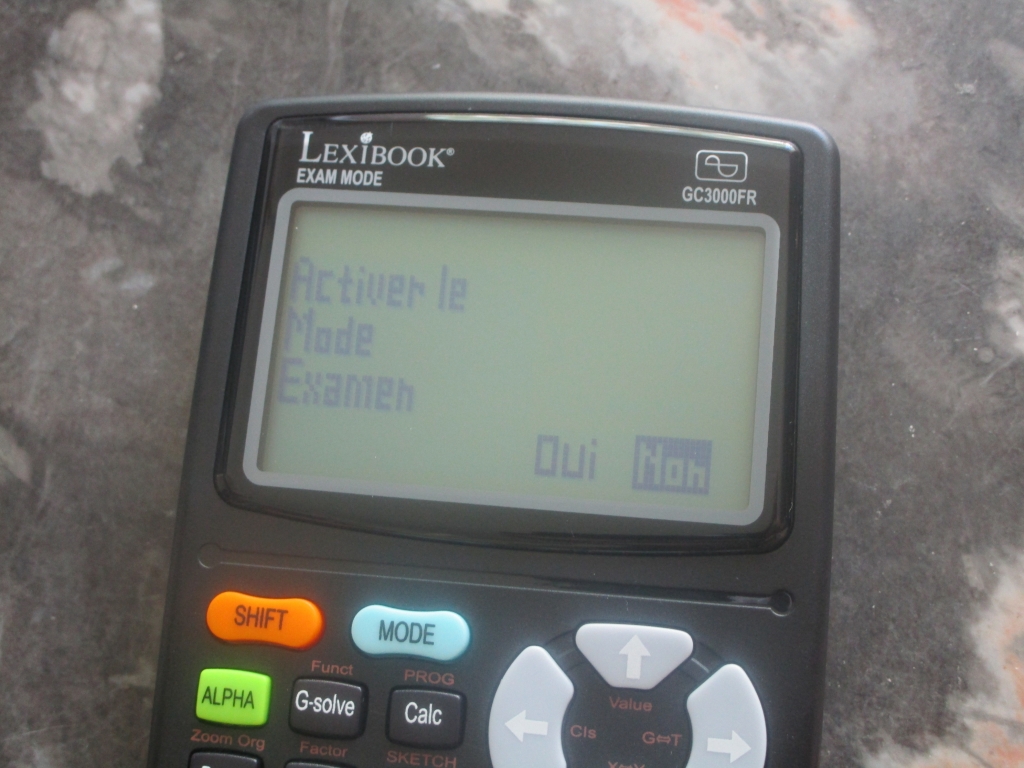 LEXIBOOK®
EXAM MODE
GC3000FR
Activer le
Mode
Examen
Oui Non
SHIFT
MODE
Funct
PROG
Value
ALPHA
G-solve
Calc
Cls
G⇔T
Zoom Org
Factor
SKETCH